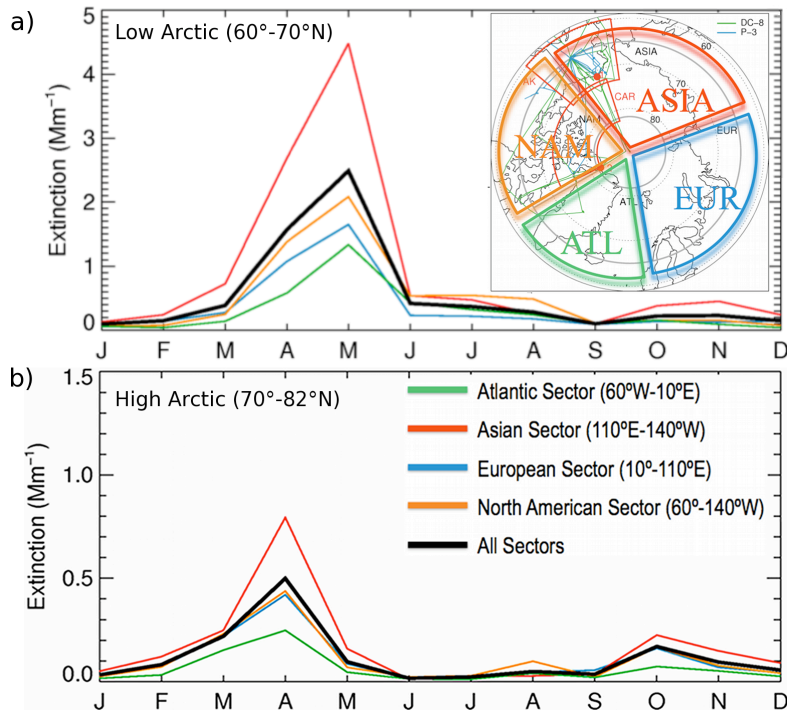 a)
Low Arctic (60°-70°N)
Extinction (Mm⁻¹)
5
4
3
2
1
0
J F M A M J J A S O N D
DC-8
P-3
ASIA
60
70
80
AK
CAR
NAM
EUR
ATL
ASIA
NAM
EUR
ATL
b)
High Arctic (70°-82°N)
Extinction (Mm⁻¹)
1.5
1.0
0.5
0.0
J F M A M J J A S O N D
Atlantic Sector (60ºW-10ºE)
Asian Sector (110ºE-140ºW)
European Sector (10º-110ºE)
North American Sector (60º-140ºW)
All Sectors